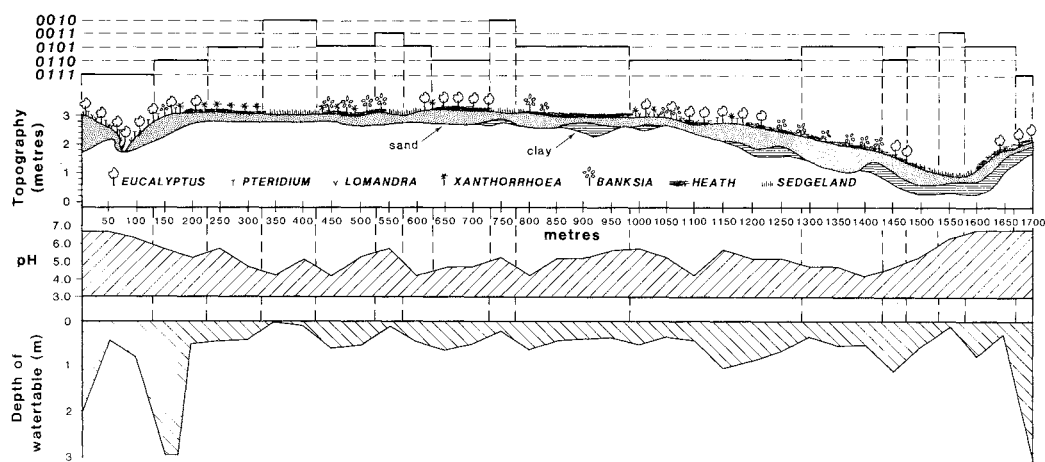 0010
0011
0101
0110
0111
Topography
(metres)
3
2
1
0
sand
clay
EUCALYPTUS
PTERIDIUM
LOMANDRA
XANTHORRHOEA
BANKSIA
HEATH
SEDGELAND
50 100 150 200 250 300 350 400 450 500 550 600 650 700 750 800 850 900 950 1000 1050 1100 1150 1200 1250 1300 1350 1400 1450 1500 1550 1600 1650 1700
metres
pH
7.0
6.0
5.0
4.0
3.0
Depth of
watertable (m)
0
1
2
3